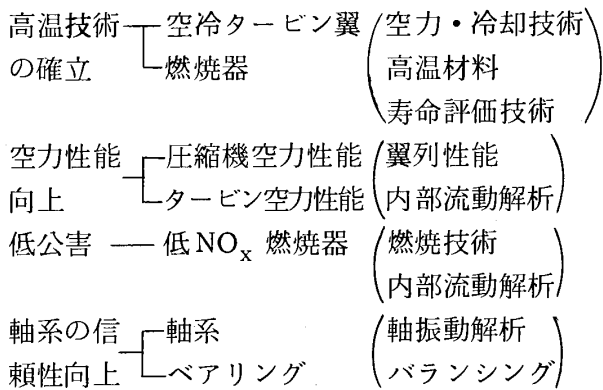 高温技術 空冷タービン翼 (空力・冷却技術
の確立 燃焼器 高温材料
寿命評価技術)
空力性能 圧縮機空力性能 (翼列性能
向上 タービン空力性能 内部流動解析)
低公害 — 低NOx 燃焼器 (燃焼技術
内部流動解析)
軸系の信 軸系 (軸振動解析
頼性向上 ベアリング バランシング)